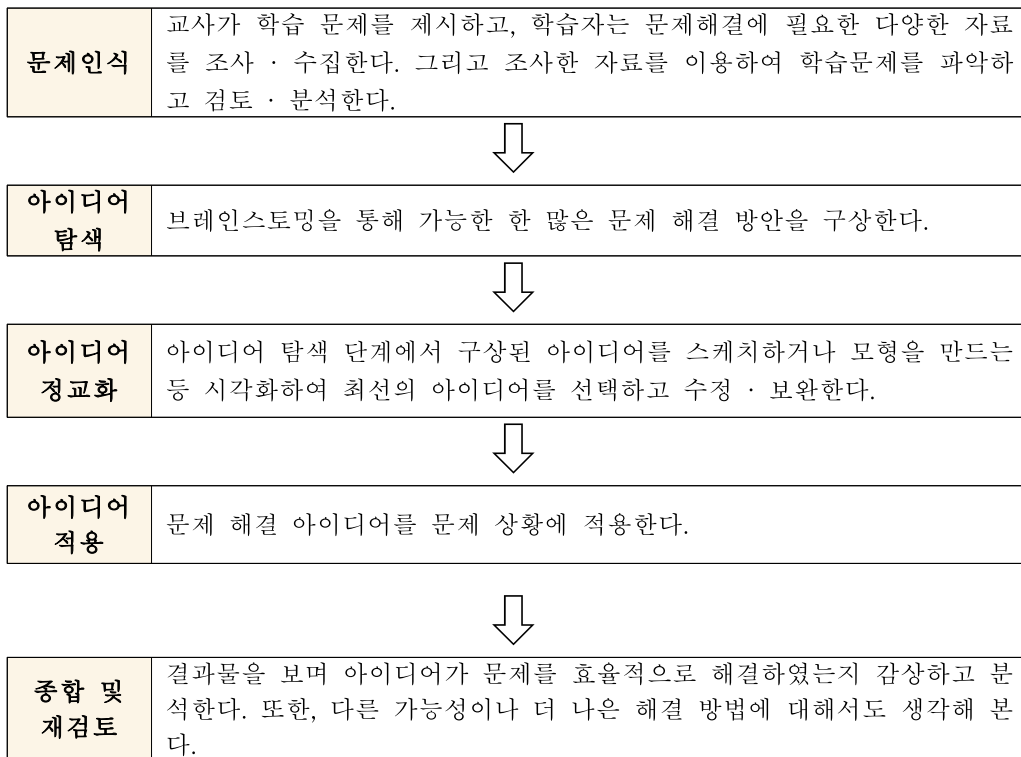 문제인식
교사가 학습 문제를 제시하고, 학습자는 문제해결에 필요한 다양한 자료
를 조사 · 수집한다. 그리고 조사한 자료를 이용하여 학습문제를 파악하
고 검토 · 분석한다.
아이디어
탐색
브레인스토밍을 통해 가능한 한 많은 문제 해결 방안을 구상한다.
아이디어
정교화
아이디어 탐색 단계에서 구상된 아이디어를 스케치하거나 모형을 만드는
등 시각화하여 최선의 아이디어를 선택하고 수정 · 보완한다.
아이디어
적용
문제 해결 아이디어를 문제 상황에 적용한다.
종합 및
재검토
결과물을 보며 아이디어가 문제를 효율적으로 해결하였는지 감상하고 분
석한다. 또한, 다른 가능성이나 더 나은 해결 방법에 대해서도 생각해 본
다.